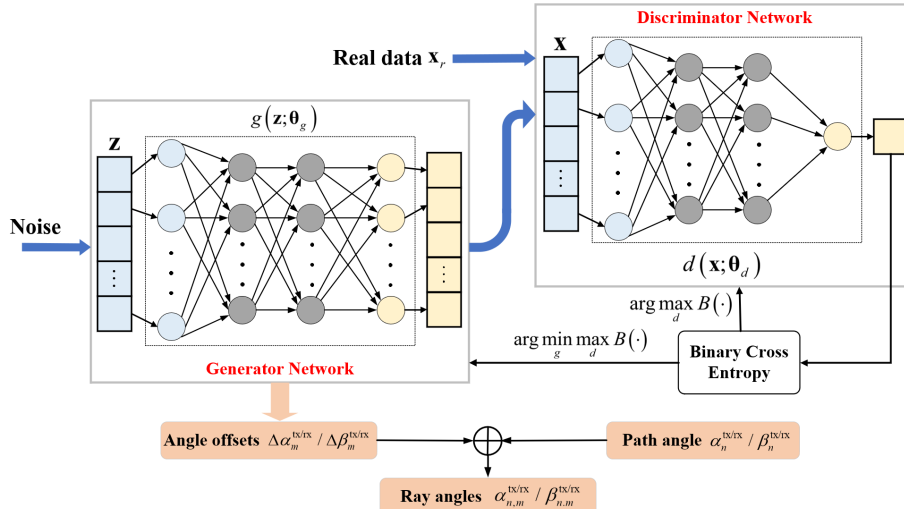 Discriminator Network
x
Real data x_r
g(z;θ_g)
z
Noise
d(x;θ_d)
arg max_d B(·)
arg min_g max_d B(·)
Binary Cross
Entropy
Generator Network
Angle offsets Δα_m^{tx/rx} / Δβ_m^{tx/rx}
Path angle α_n^{tx/rx} / β_n^{tx/rx}
Ray angles α_{n,m}^{tx/rx} / β_{n,m}^{tx/rx}